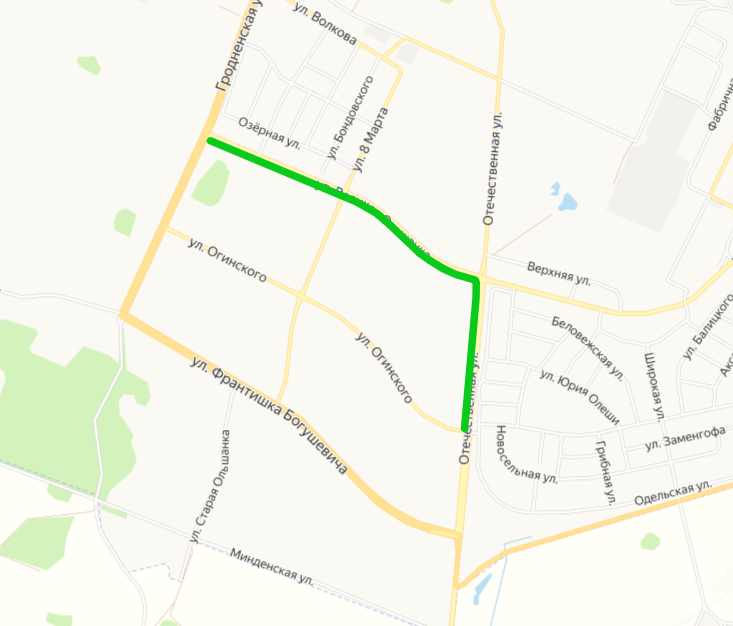 ул. Волкова
Гродненская у
Озёрная ул.
ул. Бондовского
ул. 8 Марта
Отечественная ул.
Фабрична
ул. Огинского
Верхняя ул.
ул. Балицкого
Беловежская ул.
ул. Огинского
Широкая ул.
ул. Юрия Олеши
ул. Франтишка Богушевича
ул. Заменгофа
Отечественная ул.
Новосельная ул.
Грибная ул.
Одельская ул.
ул. Старая Ольшанка
Минденская ул.